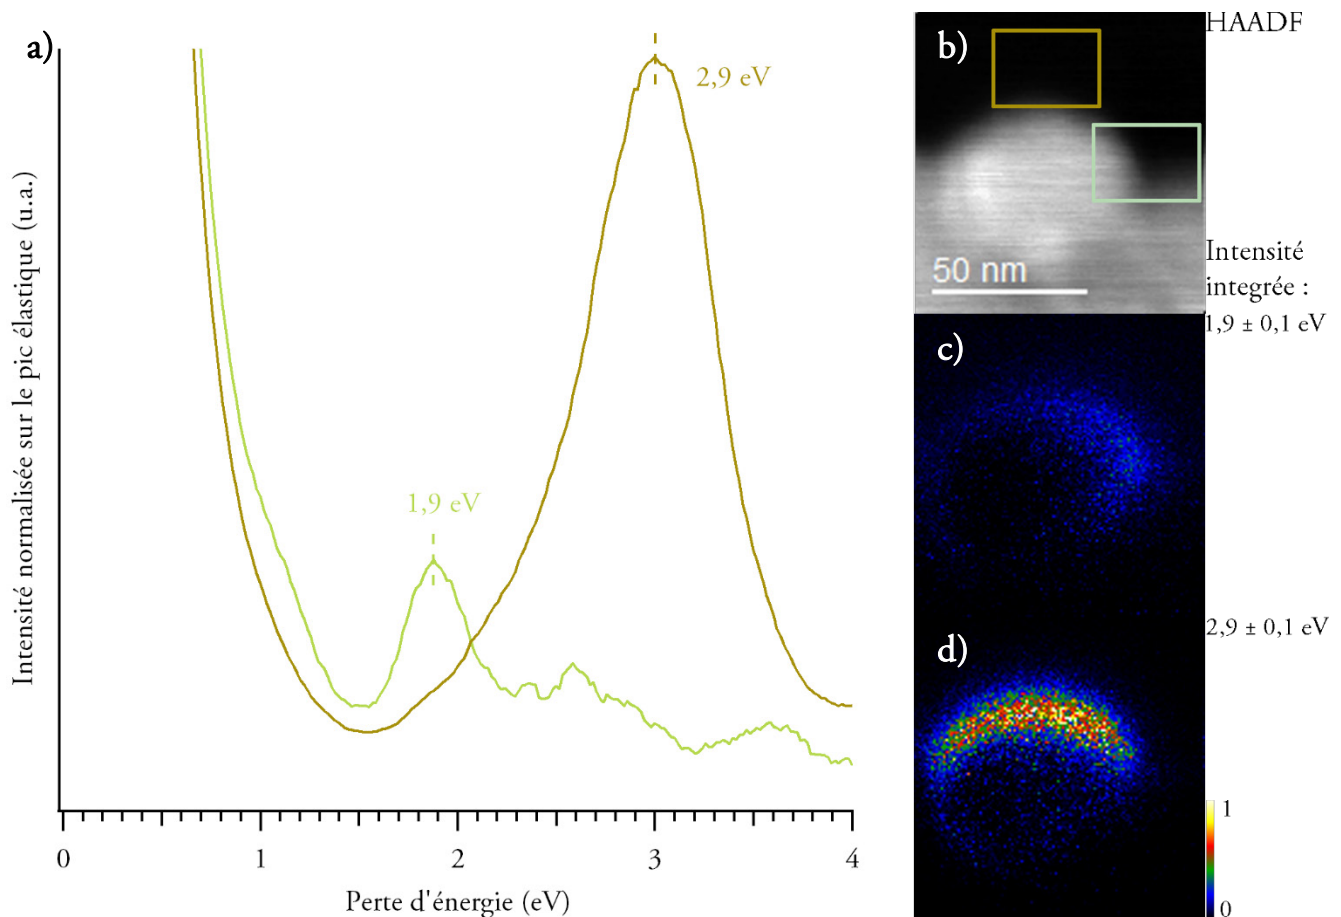 a)
2,9 eV
1,9 eV
Intensité normalisée sur le pic élastique (u.a.)
0 1 2 3 4
Perte d'énergie (eV)
b)
HAADF
50 nm
Intensité
integrée :
1,9 ± 0,1 eV
c)
2,9 ± 0,1 eV
d)
1
0